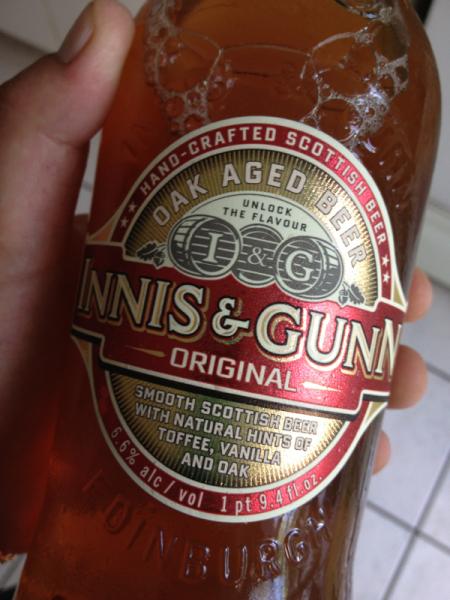 HAND-CRAFTED SCOTTISH BEER
OAK AGED BEER
UNLOCK
THE FLAVOUR
I & G
INNIS & GUNN
ORIGINAL
SMOOTH SCOTTISH BEER
WITH NATURAL HINTS OF
TOFFEE, VANILLA
AND OAK
6.6% alc / vol 1 pt 9.4 fl.oz.
EDINBURGH